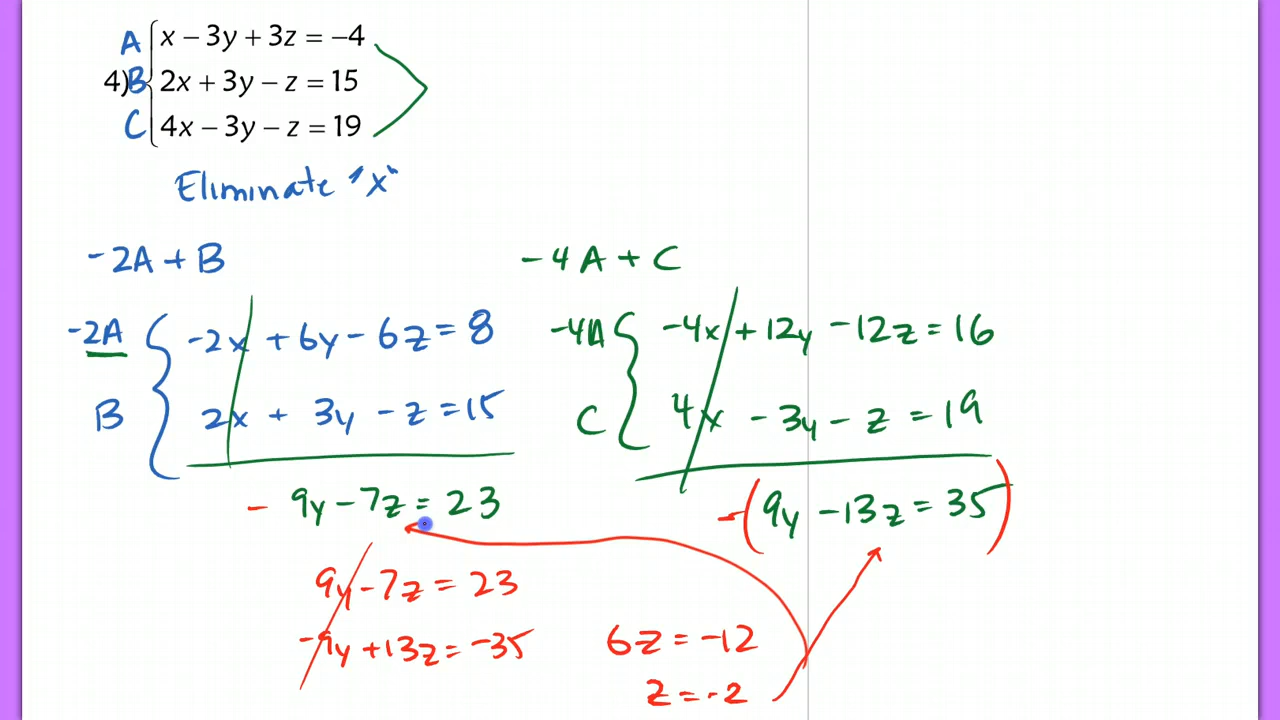 A x − 3y + 3z = −4
4) B 2x + 3y − z = 15
C 4x − 3y − z = 19
Eliminate "x"
-2A + B
-2A -2x + 6y - 6z = 8
B 2x + 3y - z = 15
- 9y - 7z = 23
9y - 7z = 23
-9y + 13z = -35
-4A + C
-4A -4x + 12y - 12z = 16
C 4x - 3y - z = 19
-(9y - 13z = 35)
6z = -12
z = -2